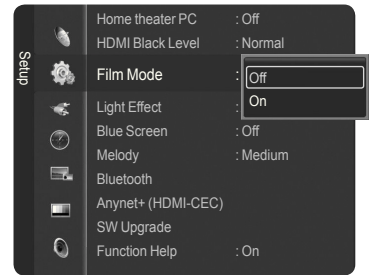 Setup
Home theater PC : Off
HDMI Black Level : Normal
Film Mode :
Off
On
Light Effect :
Blue Screen : Off
Melody : Medium
Bluetooth
Anynet+ (HDMI-CEC)
SW Upgrade
Function Help : On